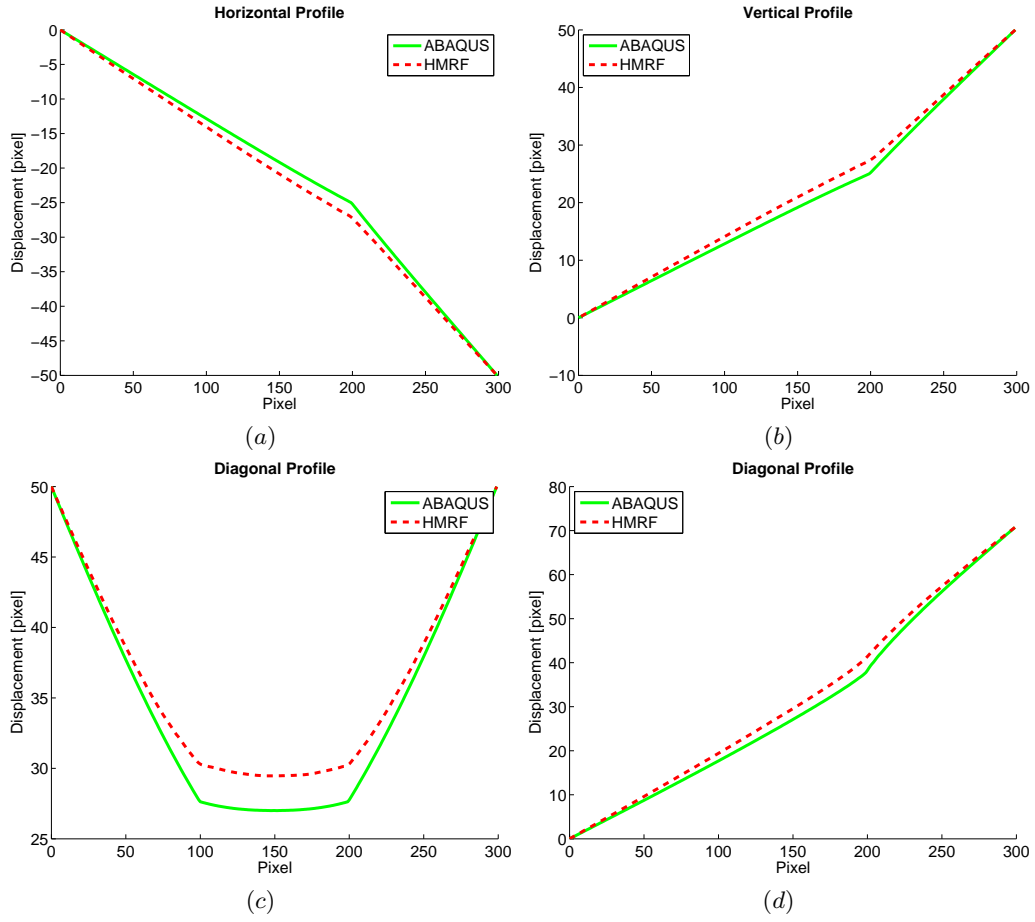 Horizontal Profile
0
−5
−10
−15
−20
−25
−30
−35
−40
−45
−50
0 50 100 150 200 250 300
Displacement [pixel]
Pixel
ABAQUS
HMRF
(a)
Vertical Profile
50
40
30
20
10
0
−10
0 50 100 150 200 250 300
Displacement [pixel]
Pixel
ABAQUS
HMRF
(b)
Diagonal Profile
50
45
40
35
30
25
0 50 100 150 200 250 300
Displacement [pixel]
Pixel
ABAQUS
HMRF
(c)
Diagonal Profile
80
70
60
50
40
30
20
10
0
0 50 100 150 200 250 300
Displacement [pixel]
Pixel
ABAQUS
HMRF
(d)